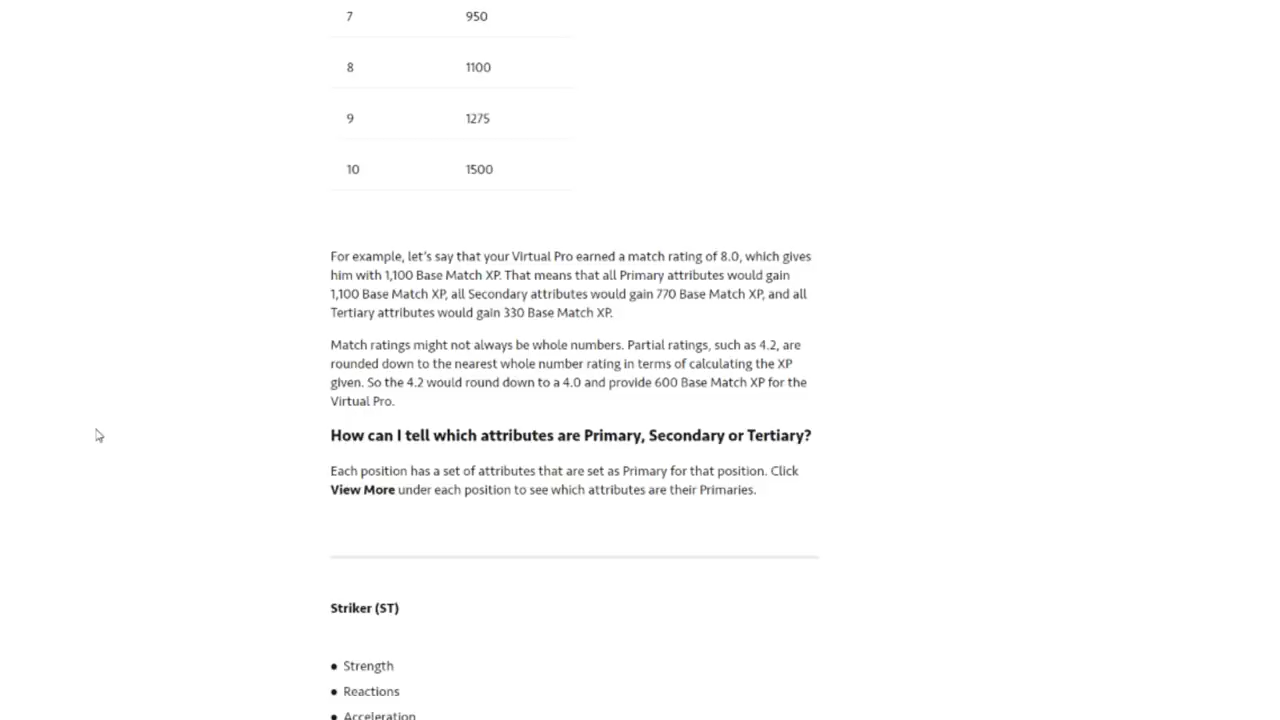 7 950
8 1100
9 1275
10 1500
For example, let's say that your Virtual Pro earned a match rating of 8.0, which gives
him with 1,100 Base Match XP. That means that all Primary attributes would gain
1,100 Base Match XP, all Secondary attributes would gain 770 Base Match XP, and all
Tertiary attributes would gain 330 Base Match XP.
Match ratings might not always be whole numbers. Partial ratings, such as 4.2, are
rounded down to the nearest whole number rating in terms of calculating the XP
given. So the 4.2 would round down to a 4.0 and provide 600 Base Match XP for the
Virtual Pro.
How can I tell which attributes are Primary, Secondary or Tertiary?
Each position has a set of attributes that are set as Primary for that position. Click
View More under each position to see which attributes are their Primaries.
Striker (ST)
● Strength
● Reactions
● Acceleration